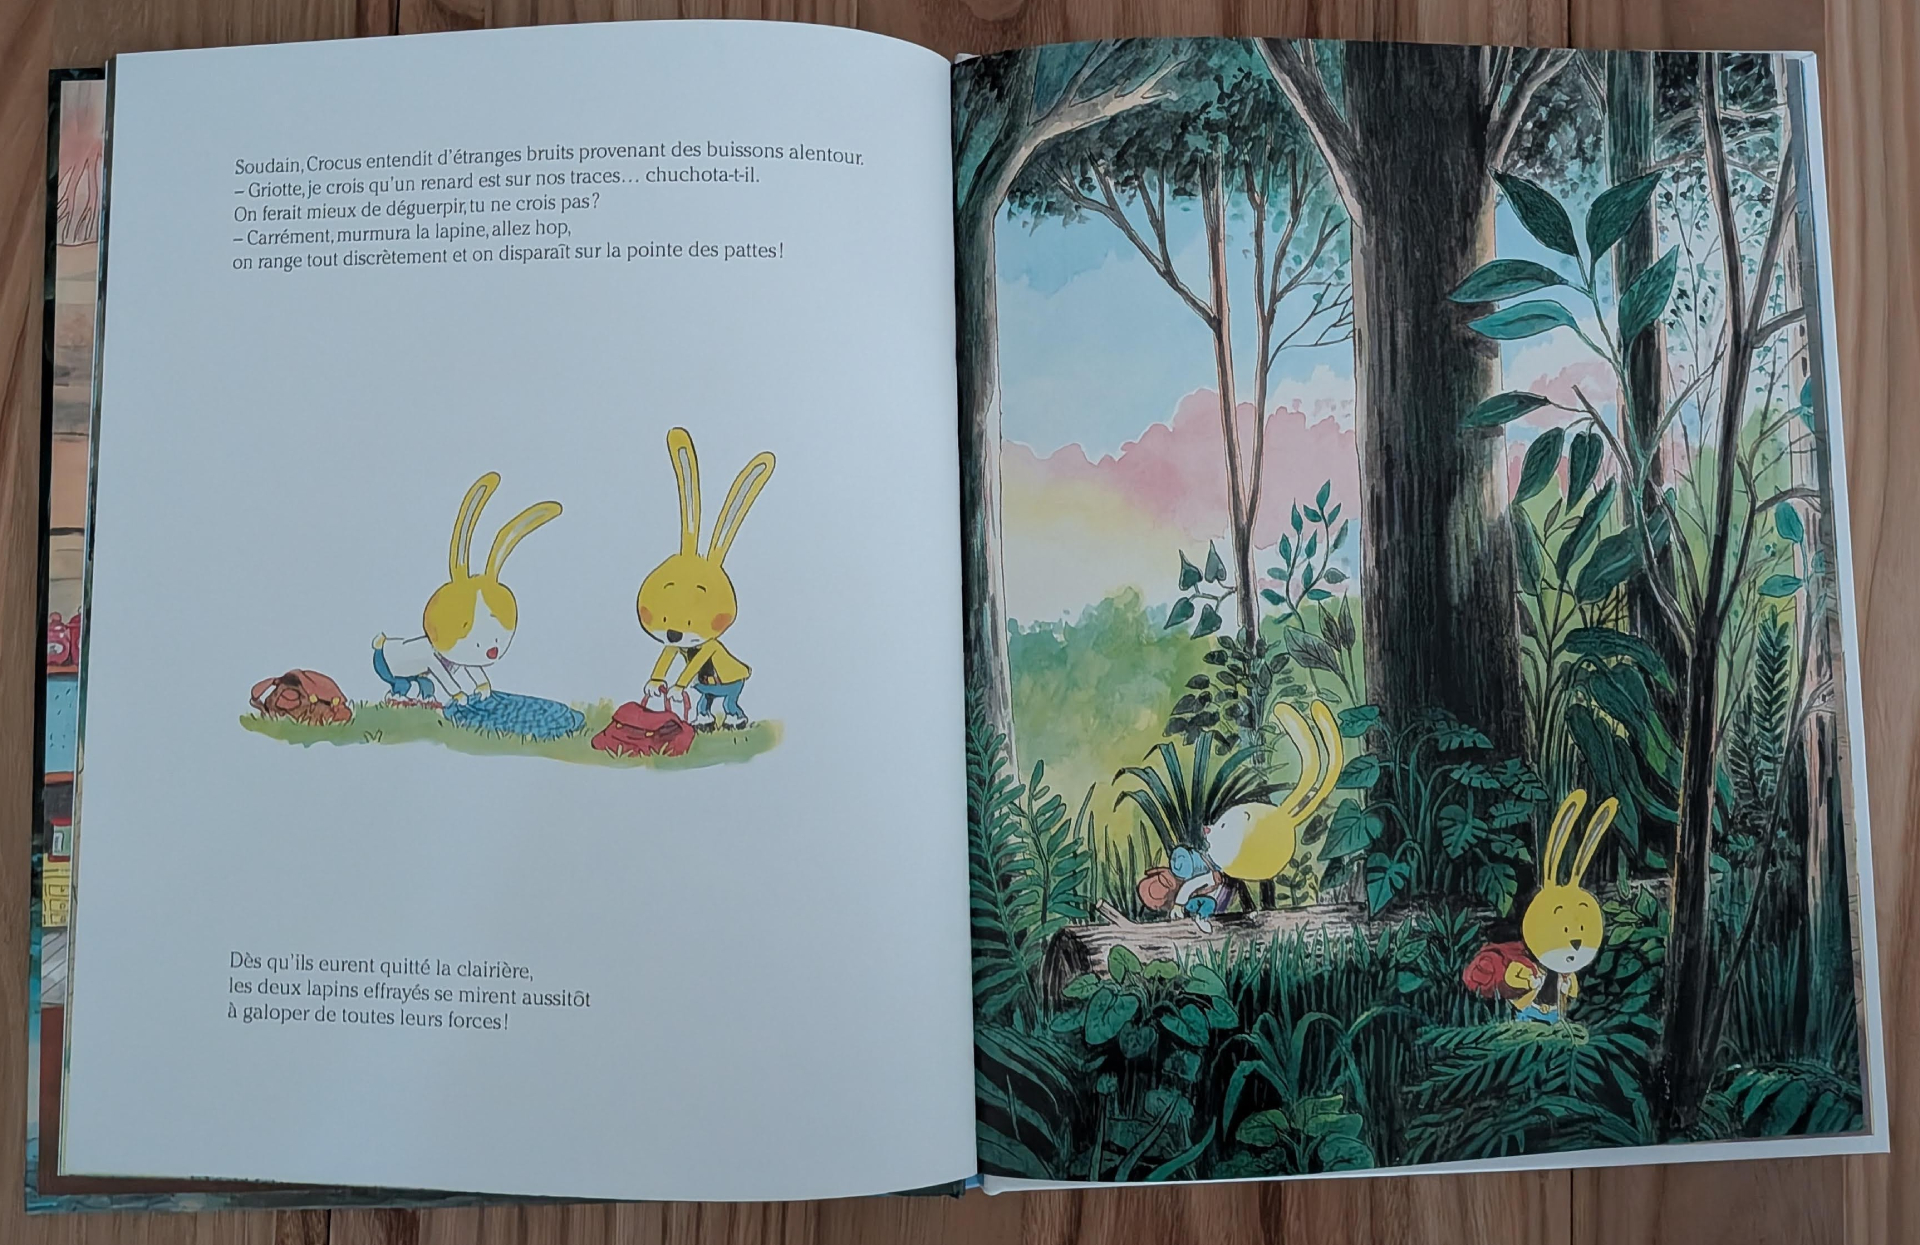 Soudain, Crocus entendit d'étranges bruits provenant des buissons alentour.
– Griotte, je crois qu'un renard est sur nos traces… chuchota-t-il.
On ferait mieux de déguerpir, tu ne crois pas ?
– Carrément, murmura la lapine, allez hop,
on range tout discrètement et on disparaît sur la pointe des pattes !
Dès qu'ils eurent quitté la clairière,
les deux lapins effrayés se mirent aussitôt
à galoper de toutes leurs forces !